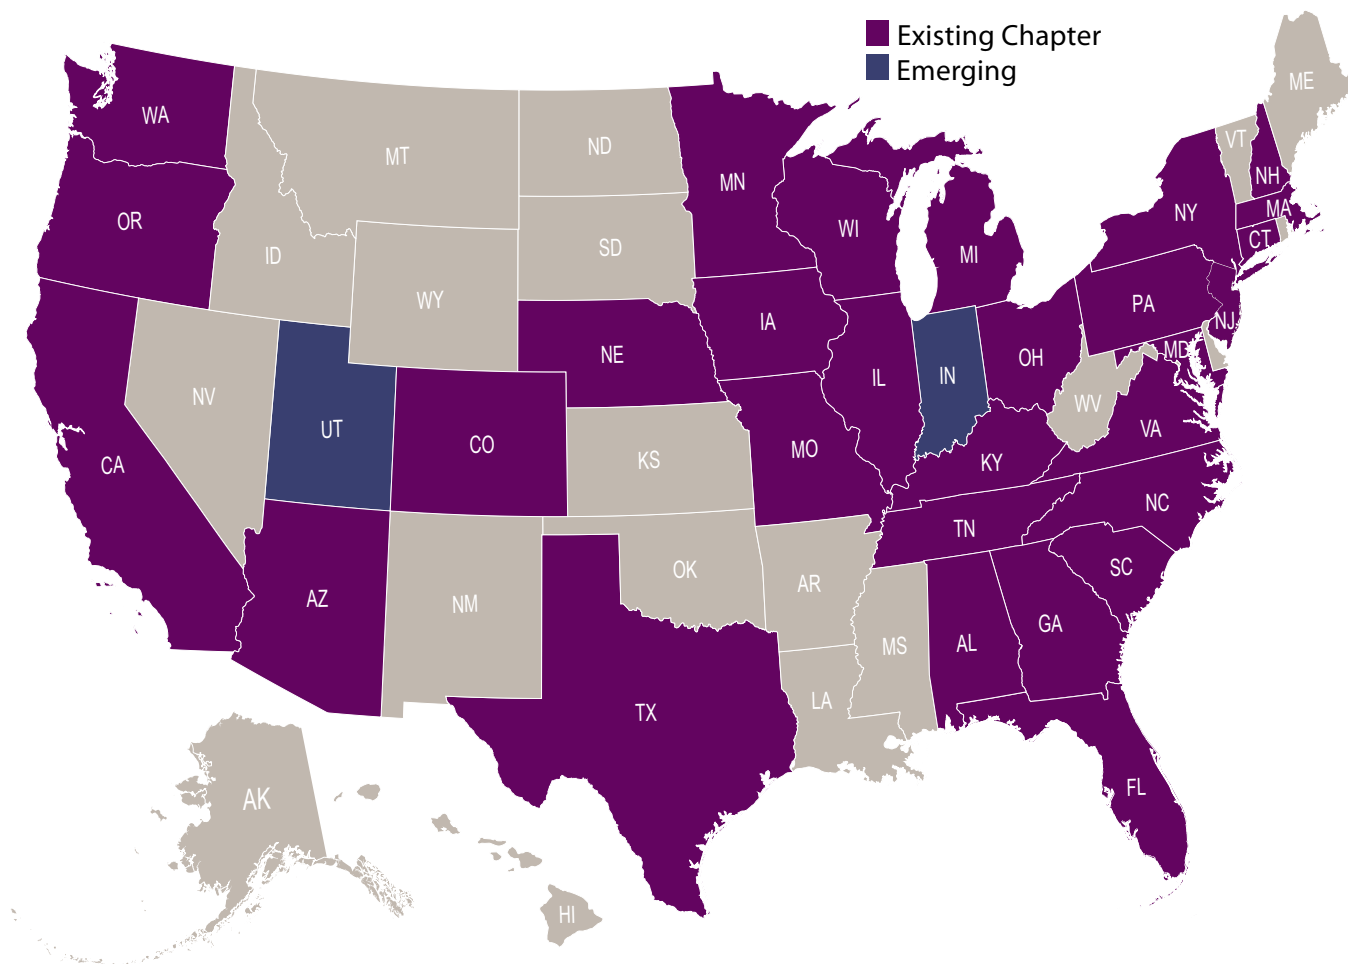 Existing Chapter
Emerging
ME
WA
VT
MT
ND
NH
MN
MA
NY
OR
WI
CT
SD
ID
MI
WY
PA
IA
NJ
MD
NE
OH
IL
IN
NV
WV
UT
VA
CO
MO
KS
CA
KY
NC
TN
OK
SC
AR
AZ
NM
GA
AL
MS
LA
TX
FL
AK
HI